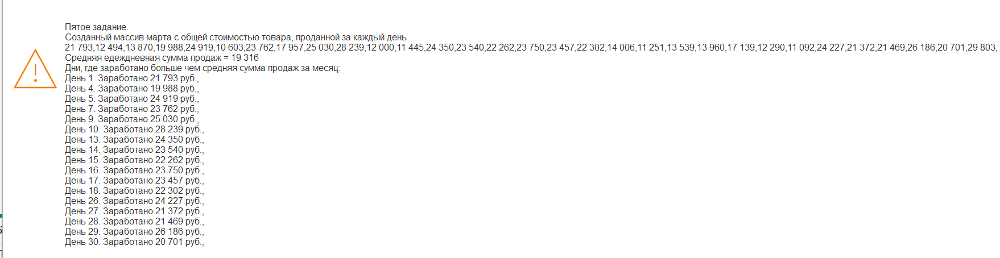 Пятое задание.
Созданный массив марта с общей стоимостью товара, проданной за каждый день
21 793,12 494,13 870,19 988,24 919,10 603,23 762,17 957,25 030,28 239,12 000,11 445,24 350,23 540,22 262,23 750,23 457,22 302,14 006,11 251,13 539,13 960,17 139,12 290,11 092,24 227,21 372,21 469,26 186,20 701,29 803,
Средняя едеждневная сумма продаж = 19 316
Дни, где заработано больше чем средняя сумма продаж за месяц:
День 1. Заработано 21 793 руб.,
День 4. Заработано 19 988 руб.,
День 5. Заработано 24 919 руб.,
День 7. Заработано 23 762 руб.,
День 9. Заработано 25 030 руб.,
День 10. Заработано 28 239 руб.,
День 13. Заработано 24 350 руб.,
День 14. Заработано 23 540 руб.,
День 15. Заработано 22 262 руб.,
День 16. Заработано 23 750 руб.,
День 17. Заработано 23 457 руб.,
День 18. Заработано 22 302 руб.,
День 26. Заработано 24 227 руб.,
День 27. Заработано 21 372 руб.,
День 28. Заработано 21 469 руб.,
День 29. Заработано 26 186 руб.,
День 30. Заработано 20 701 руб.,